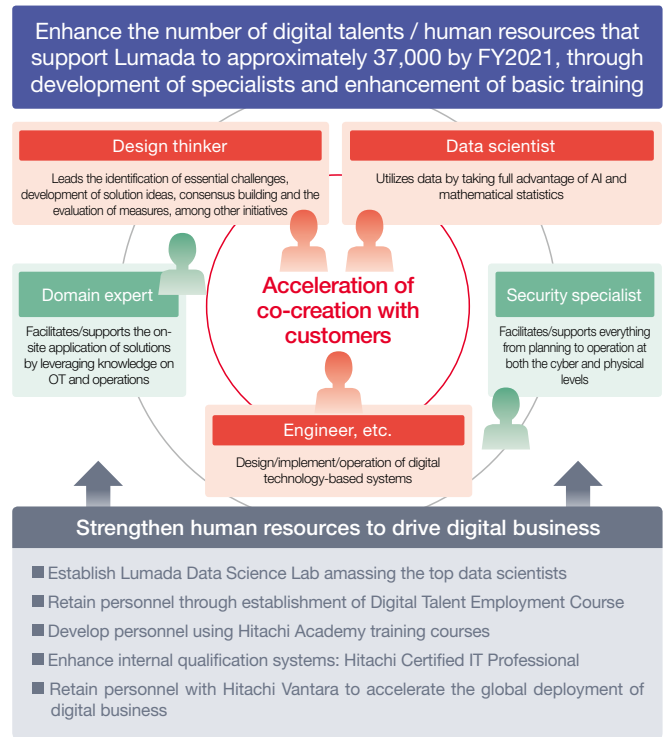 Enhance the number of digital talents / human resources that
support Lumada to approximately 37,000 by FY2021, through
development of specialists and enhancement of basic training
Design thinker
Leads the identification of essential challenges,
development of solution ideas, consensus building and the
evaluation of measures, among other initiatives
Data scientist
Utilizes data by taking full advantage of AI and
mathematical statistics
Domain expert
Facilitates/supports the on-
site application of solutions
by leveraging knowledge on
OT and operations
Acceleration of
co-creation with
customers
Security specialist
Facilitates/supports everything
from planning to operation at
both the cyber and physical
levels
Engineer, etc.
Design/implement/operation of digital
technology-based systems
Strengthen human resources to drive digital business
■ Establish Lumada Data Science Lab amassing the top data scientists
■ Retain personnel through establishment of Digital Talent Employment Course
■ Develop personnel using Hitachi Academy training courses
■ Enhance internal qualification systems: Hitachi Certified IT Professional
■ Retain personnel with Hitachi Vantara to accelerate the global deployment of
digital business